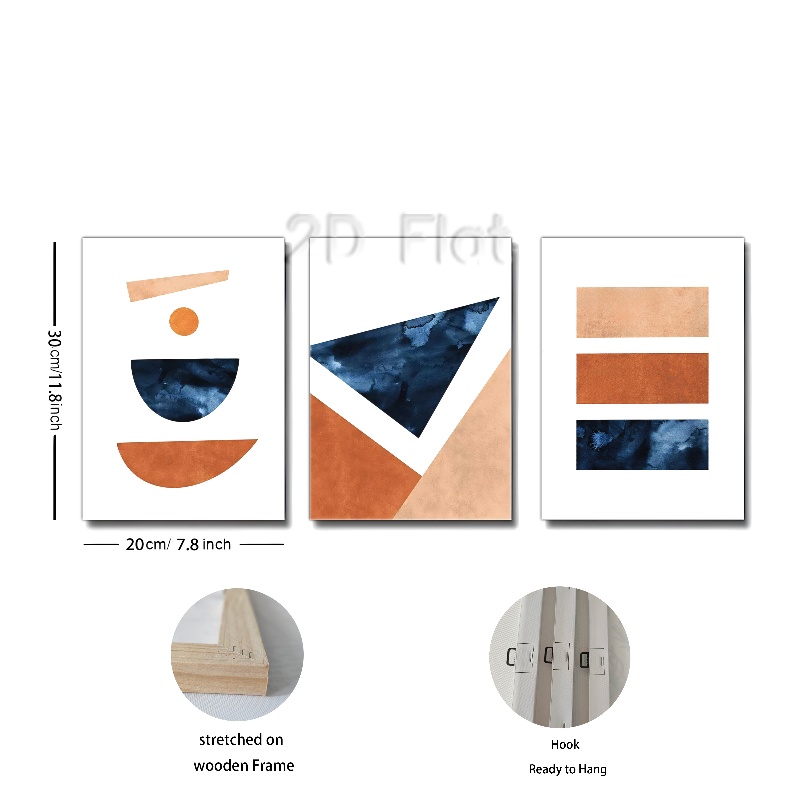 2D Flat
30cm/11.8inch
20cm/ 7.8 inch
stretched on
wooden Frame
Hook
Ready to Hang